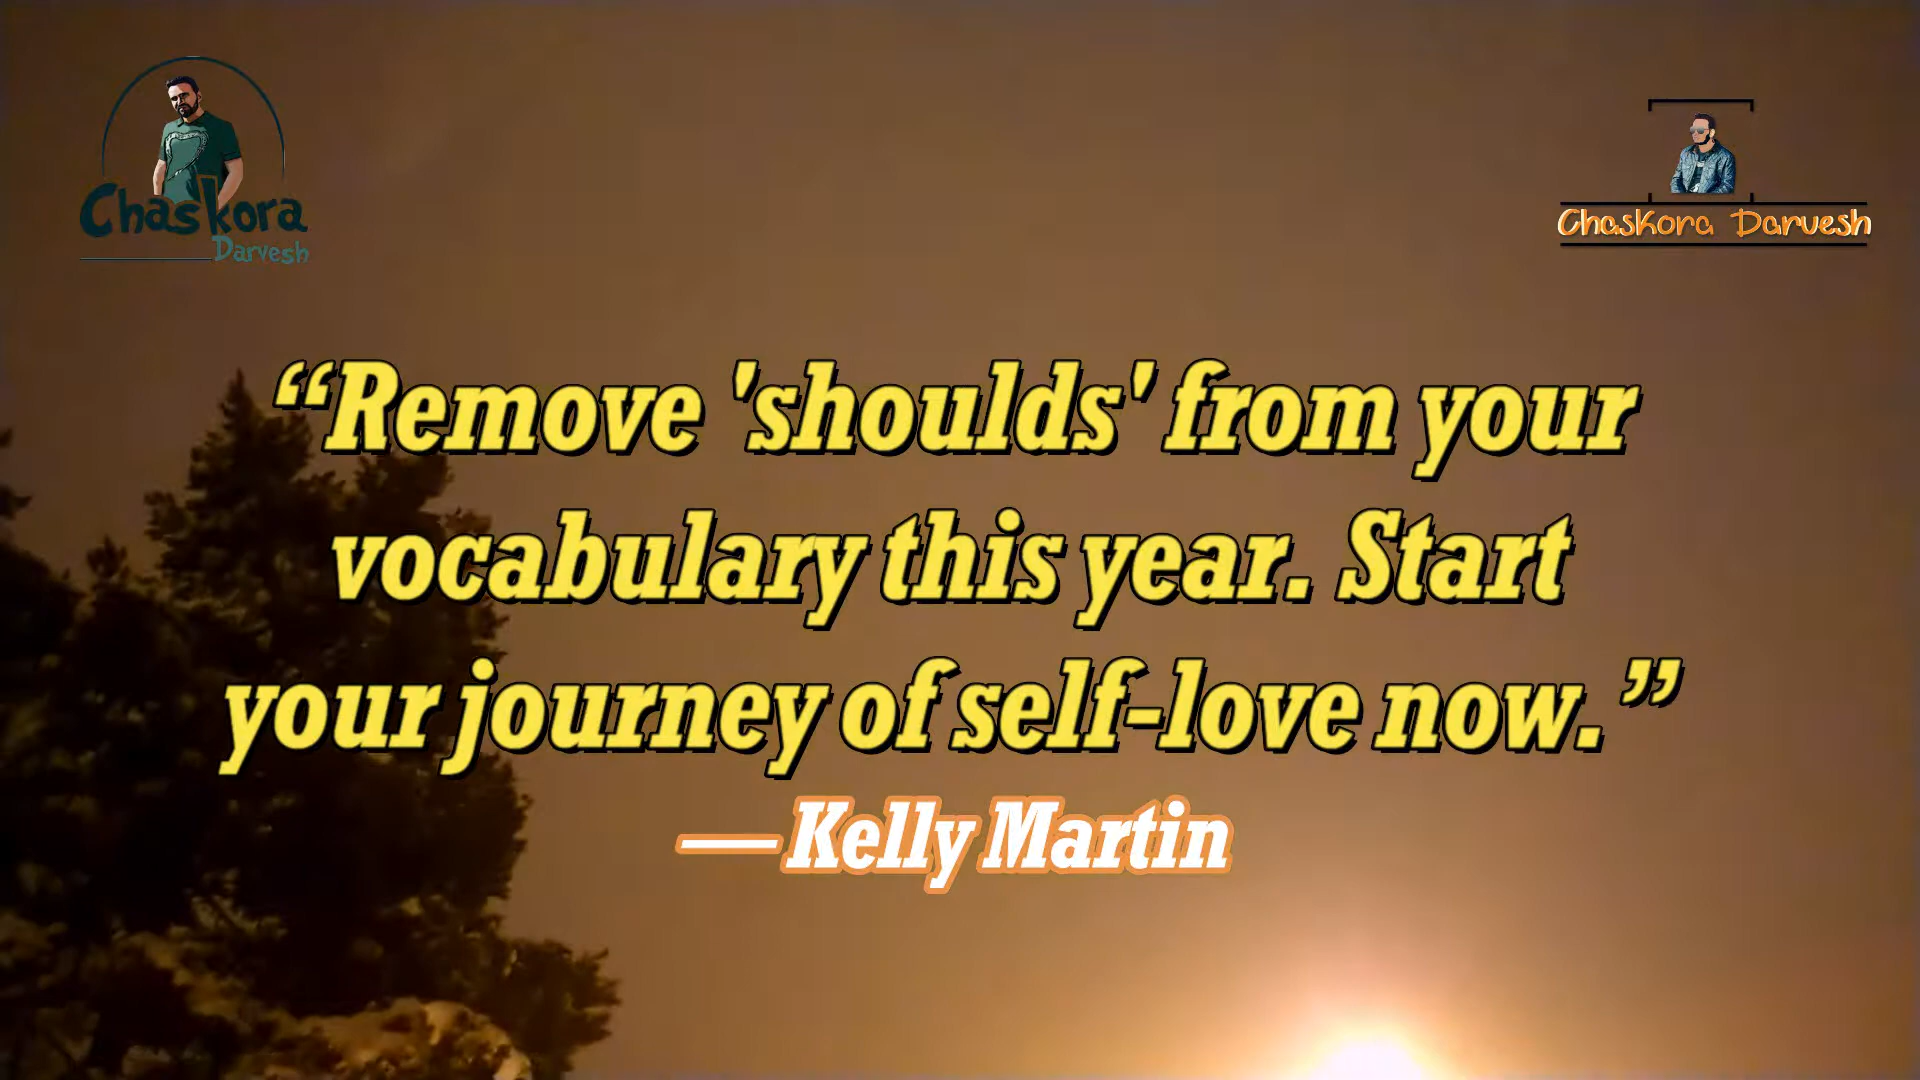 Chaskora
Darvesh
Chaskora Darvesh
“Remove 'shoulds' from your
vocabulary this year. Start
your journey of self-love now.”
— Kelly Martin